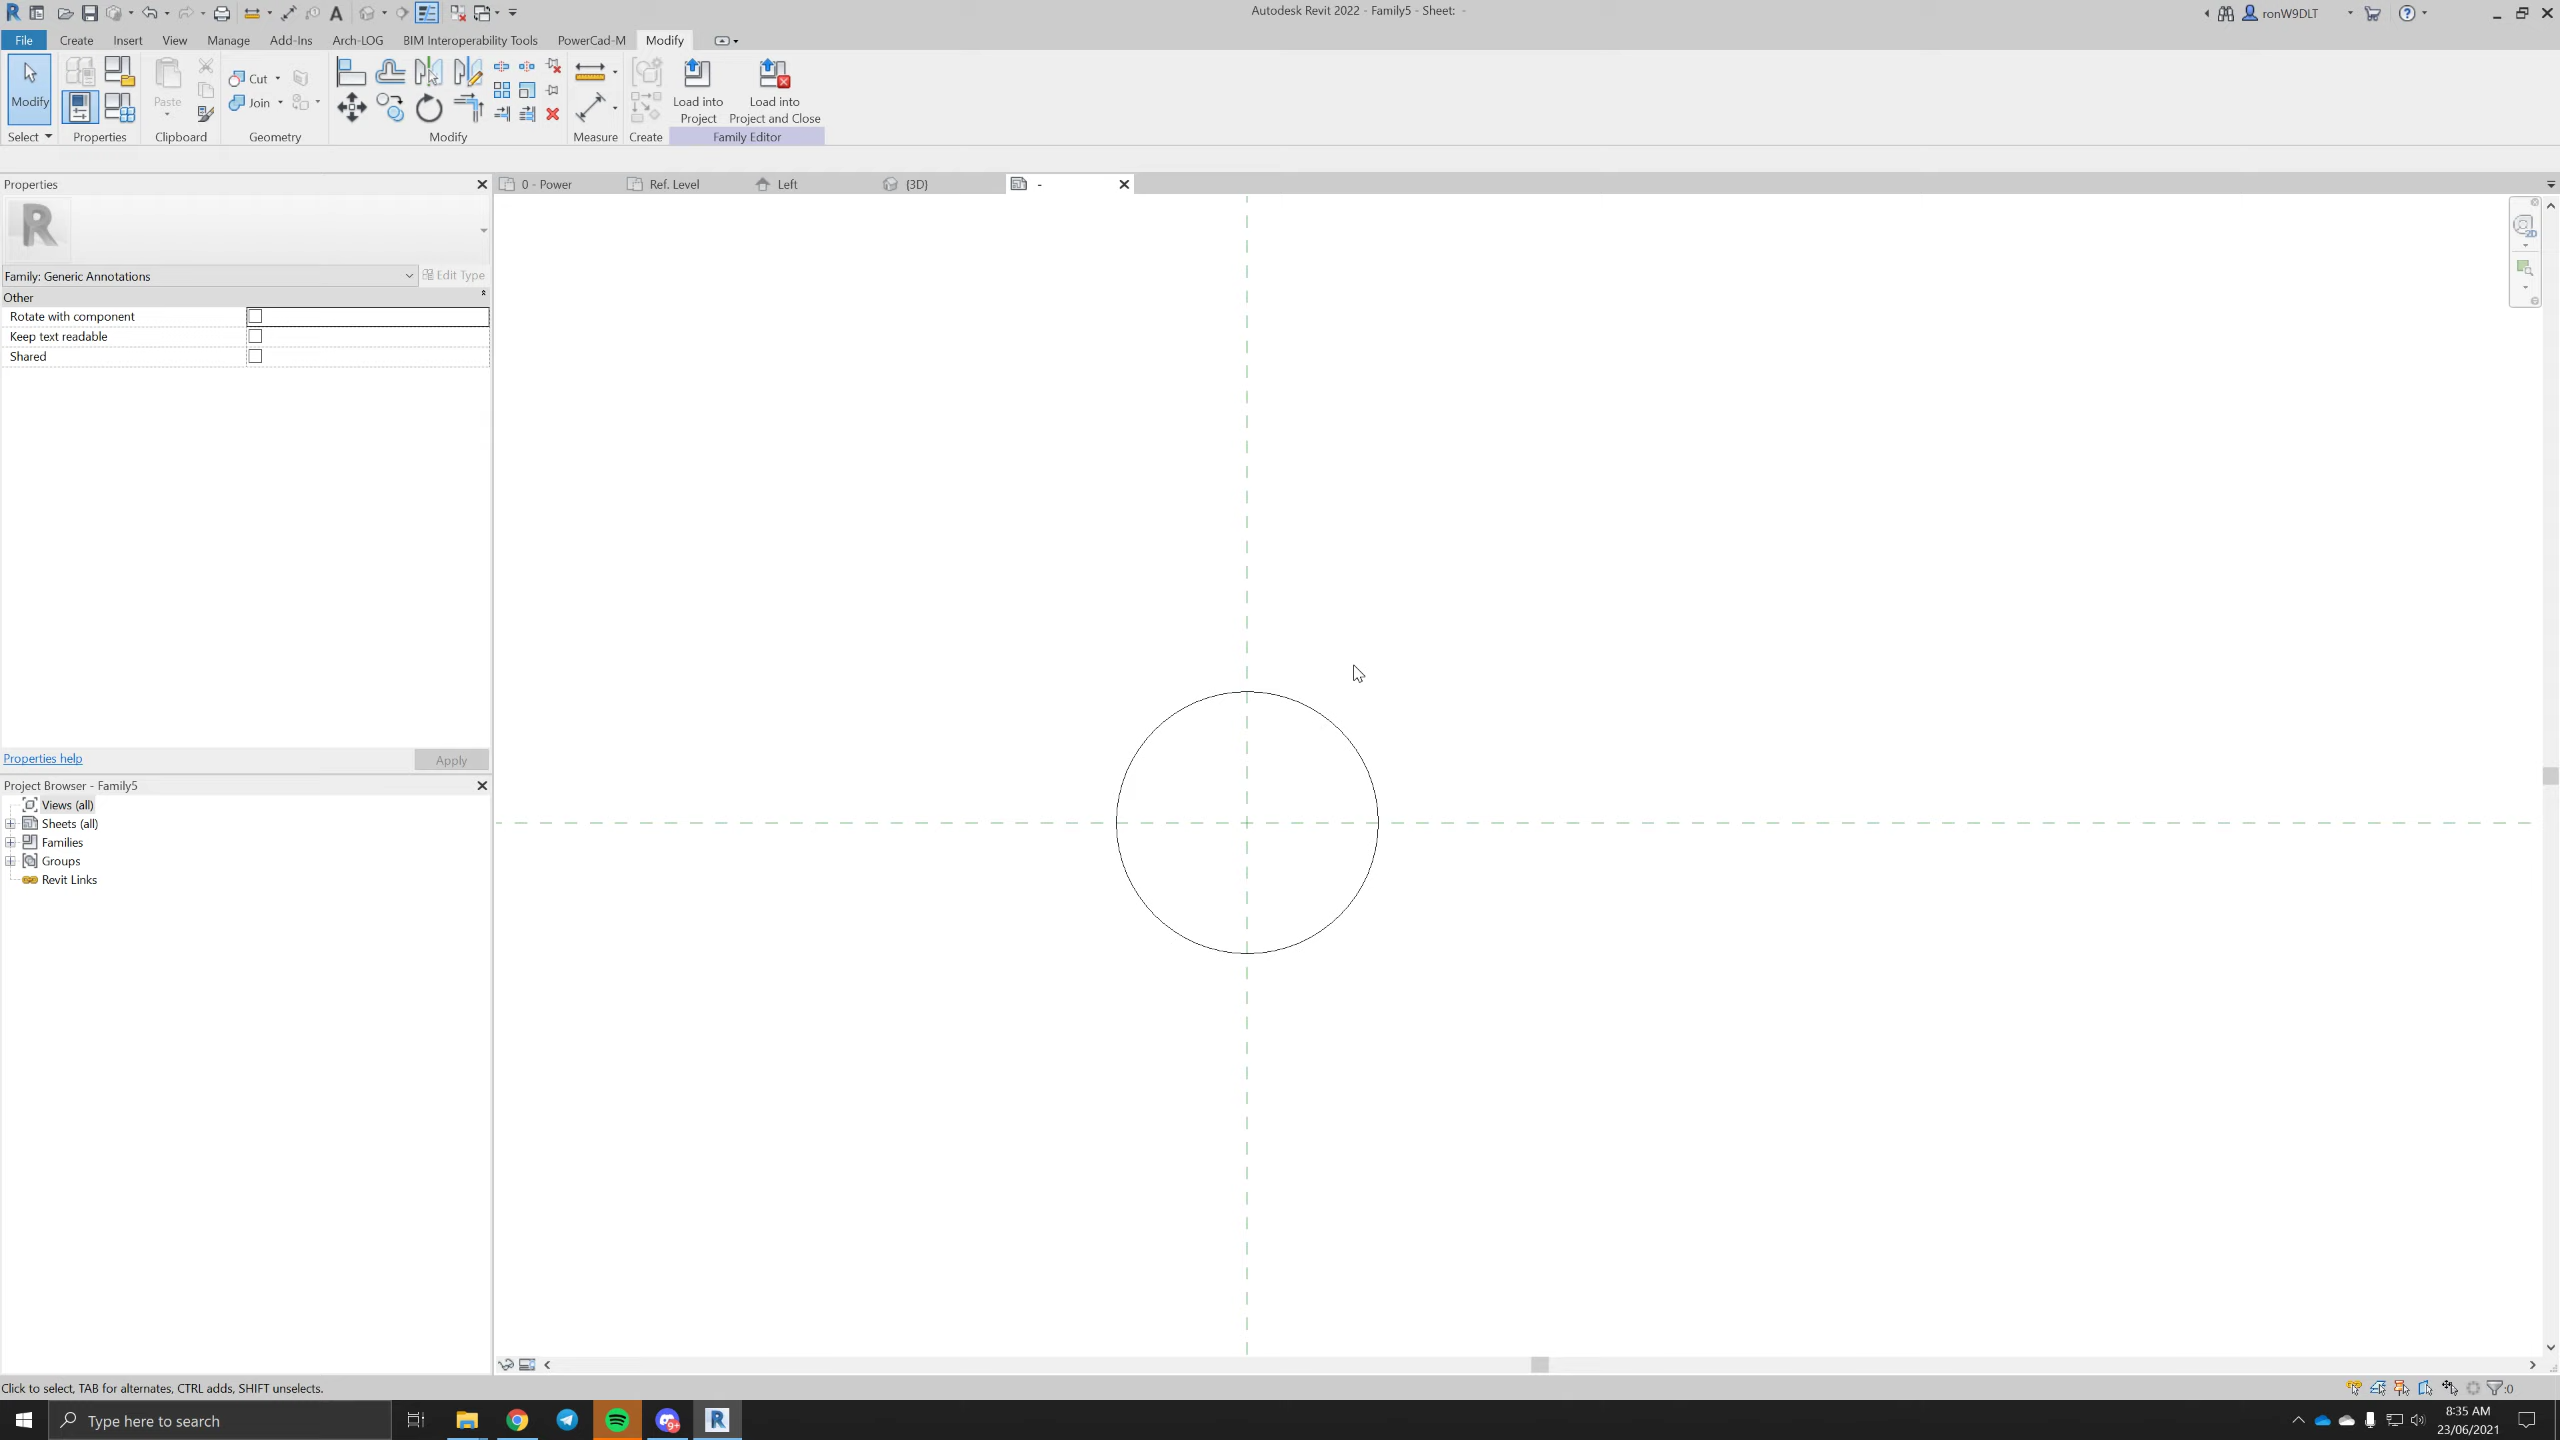 Autodesk Revit 2022 - Family5 - Sheet: -
ronW9DLT
File
Create
Insert
View
Manage
Add-Ins
Arch-LOG
BIM Interoperability Tools
PowerCad-M
Modify
Modify
Paste
Cut
Join
Load into
Project
Load into
Project and Close
Select
Properties
Clipboard
Geometry
Modify
Measure
Create
Family Editor
Properties
0 - Power
Ref. Level
Left
(3D)
-
Family: Generic Annotations
Edit Type
Other
Rotate with component
Keep text readable
Shared
Properties help
Apply
Project Browser - Family5
Views (all)
Sheets (all)
Families
Groups
Revit Links
Click to select, TAB for alternates, CTRL adds, SHIFT unselects.
:0
Type here to search
9+
8:35 AM
23/06/2021